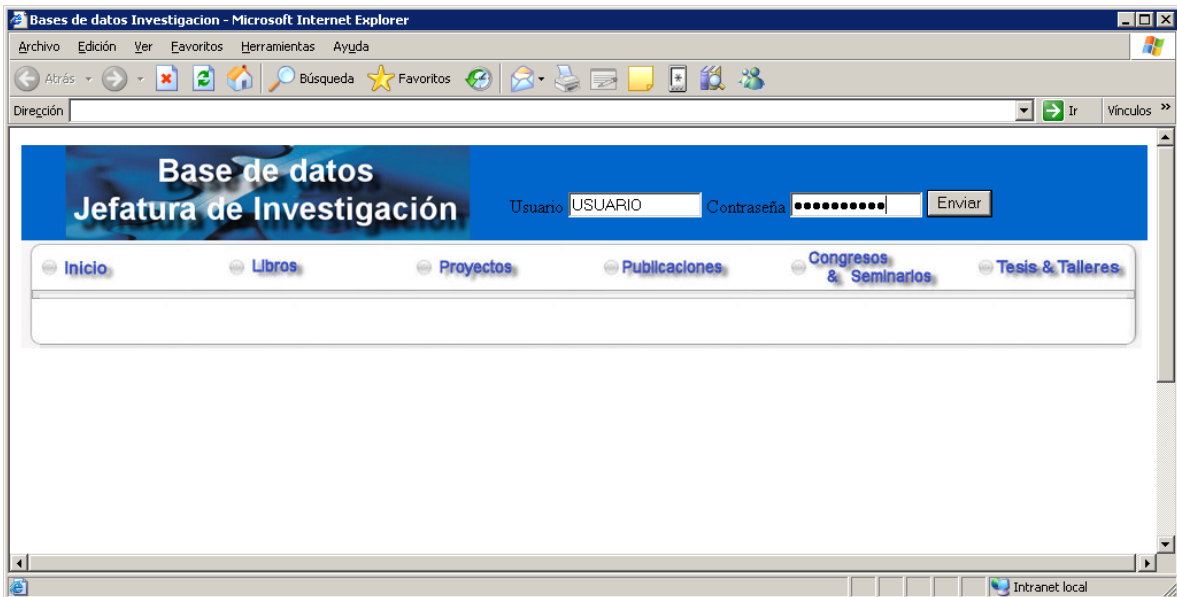 Bases de datos Investigacion - Microsoft Internet Explorer
Archivo Edición Ver Favoritos Herramientas Ayuda
Atrás Búsqueda Favoritos
Dirección Ir Vínculos »
Base de datos
Jefatura de Investigación
Usuario USUARIO Contraseña ●●●●●●●●●● Enviar
Inicio Libros Proyectos Publicaciones Congresos & Seminarios Tesis & Talleres
Intranet local